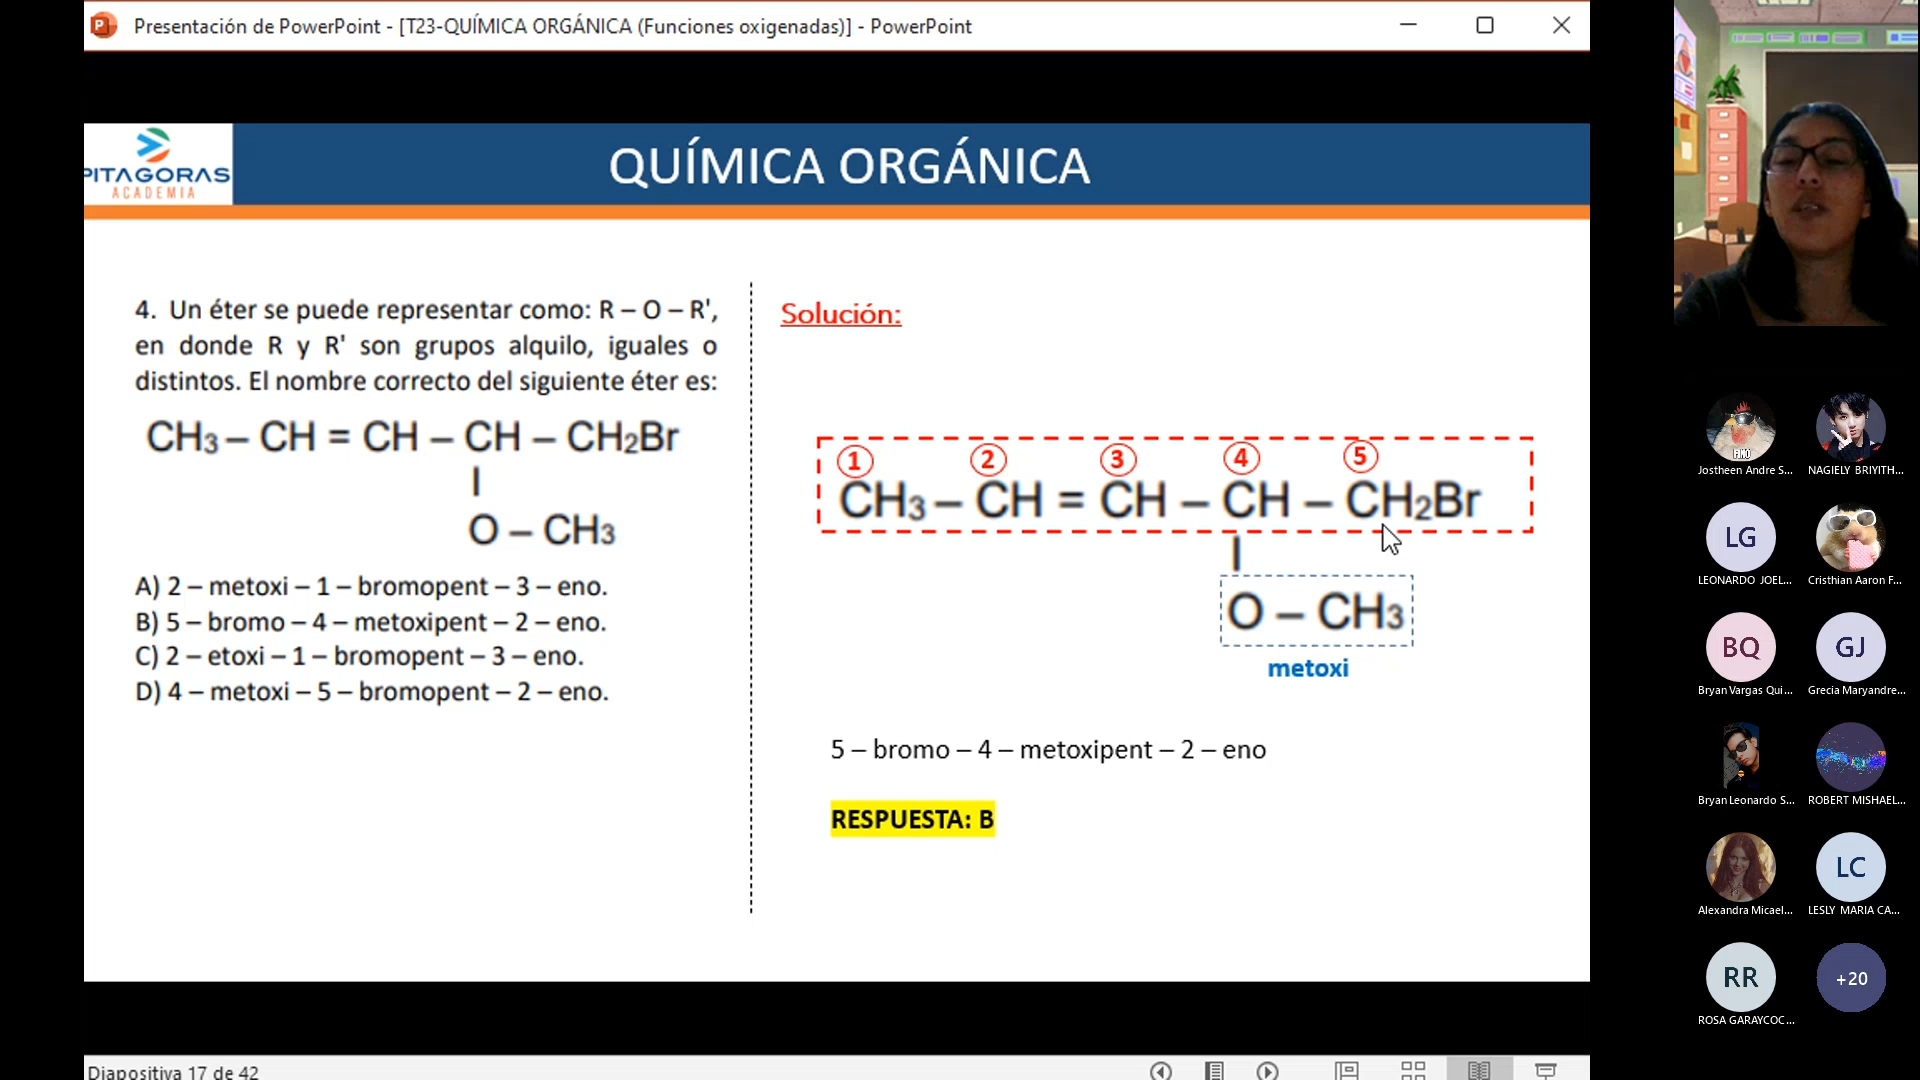 Presentación de PowerPoint - [T23-QUÍMICA ORGÁNICA (Funciones oxigenadas)] - PowerPoint
PITAGORAS
ACADEMIA
QUÍMICA ORGÁNICA
4. Un éter se puede representar como: R – O – R',
en donde R y R' son grupos alquilo, iguales o
distintos. El nombre correcto del siguiente éter es:
CH3 – CH = CH – CH – CH2Br
O – CH3
A) 2 – metoxi – 1 – bromopent – 3 – eno.
B) 5 – bromo – 4 – metoxipent – 2 – eno.
C) 2 – etoxi – 1 – bromopent – 3 – eno.
D) 4 – metoxi – 5 – bromopent – 2 – eno.
Solución:
1 2 3 4 5
CH3 – CH = CH – CH – CH2Br
O – CH3
metoxi
5 – bromo – 4 – metoxipent – 2 – eno
RESPUESTA: B
Jostheen Andre S...
NAGIELY BRIYITH...
LG
LEONARDO JOEL...
Cristhian Aaron F...
BQ
Bryan Vargas Qui...
GJ
Grecia Maryandre...
Bryan Leonardo S...
ROBERT MISHAEL...
Alexandra Micael...
LC
LESLY MARIA CA...
RR
ROSA GARAYCOC...
+20
Diapositiva 17 de 42